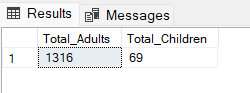 Results Messages
Total_Adults Total_Children
1 1316 69